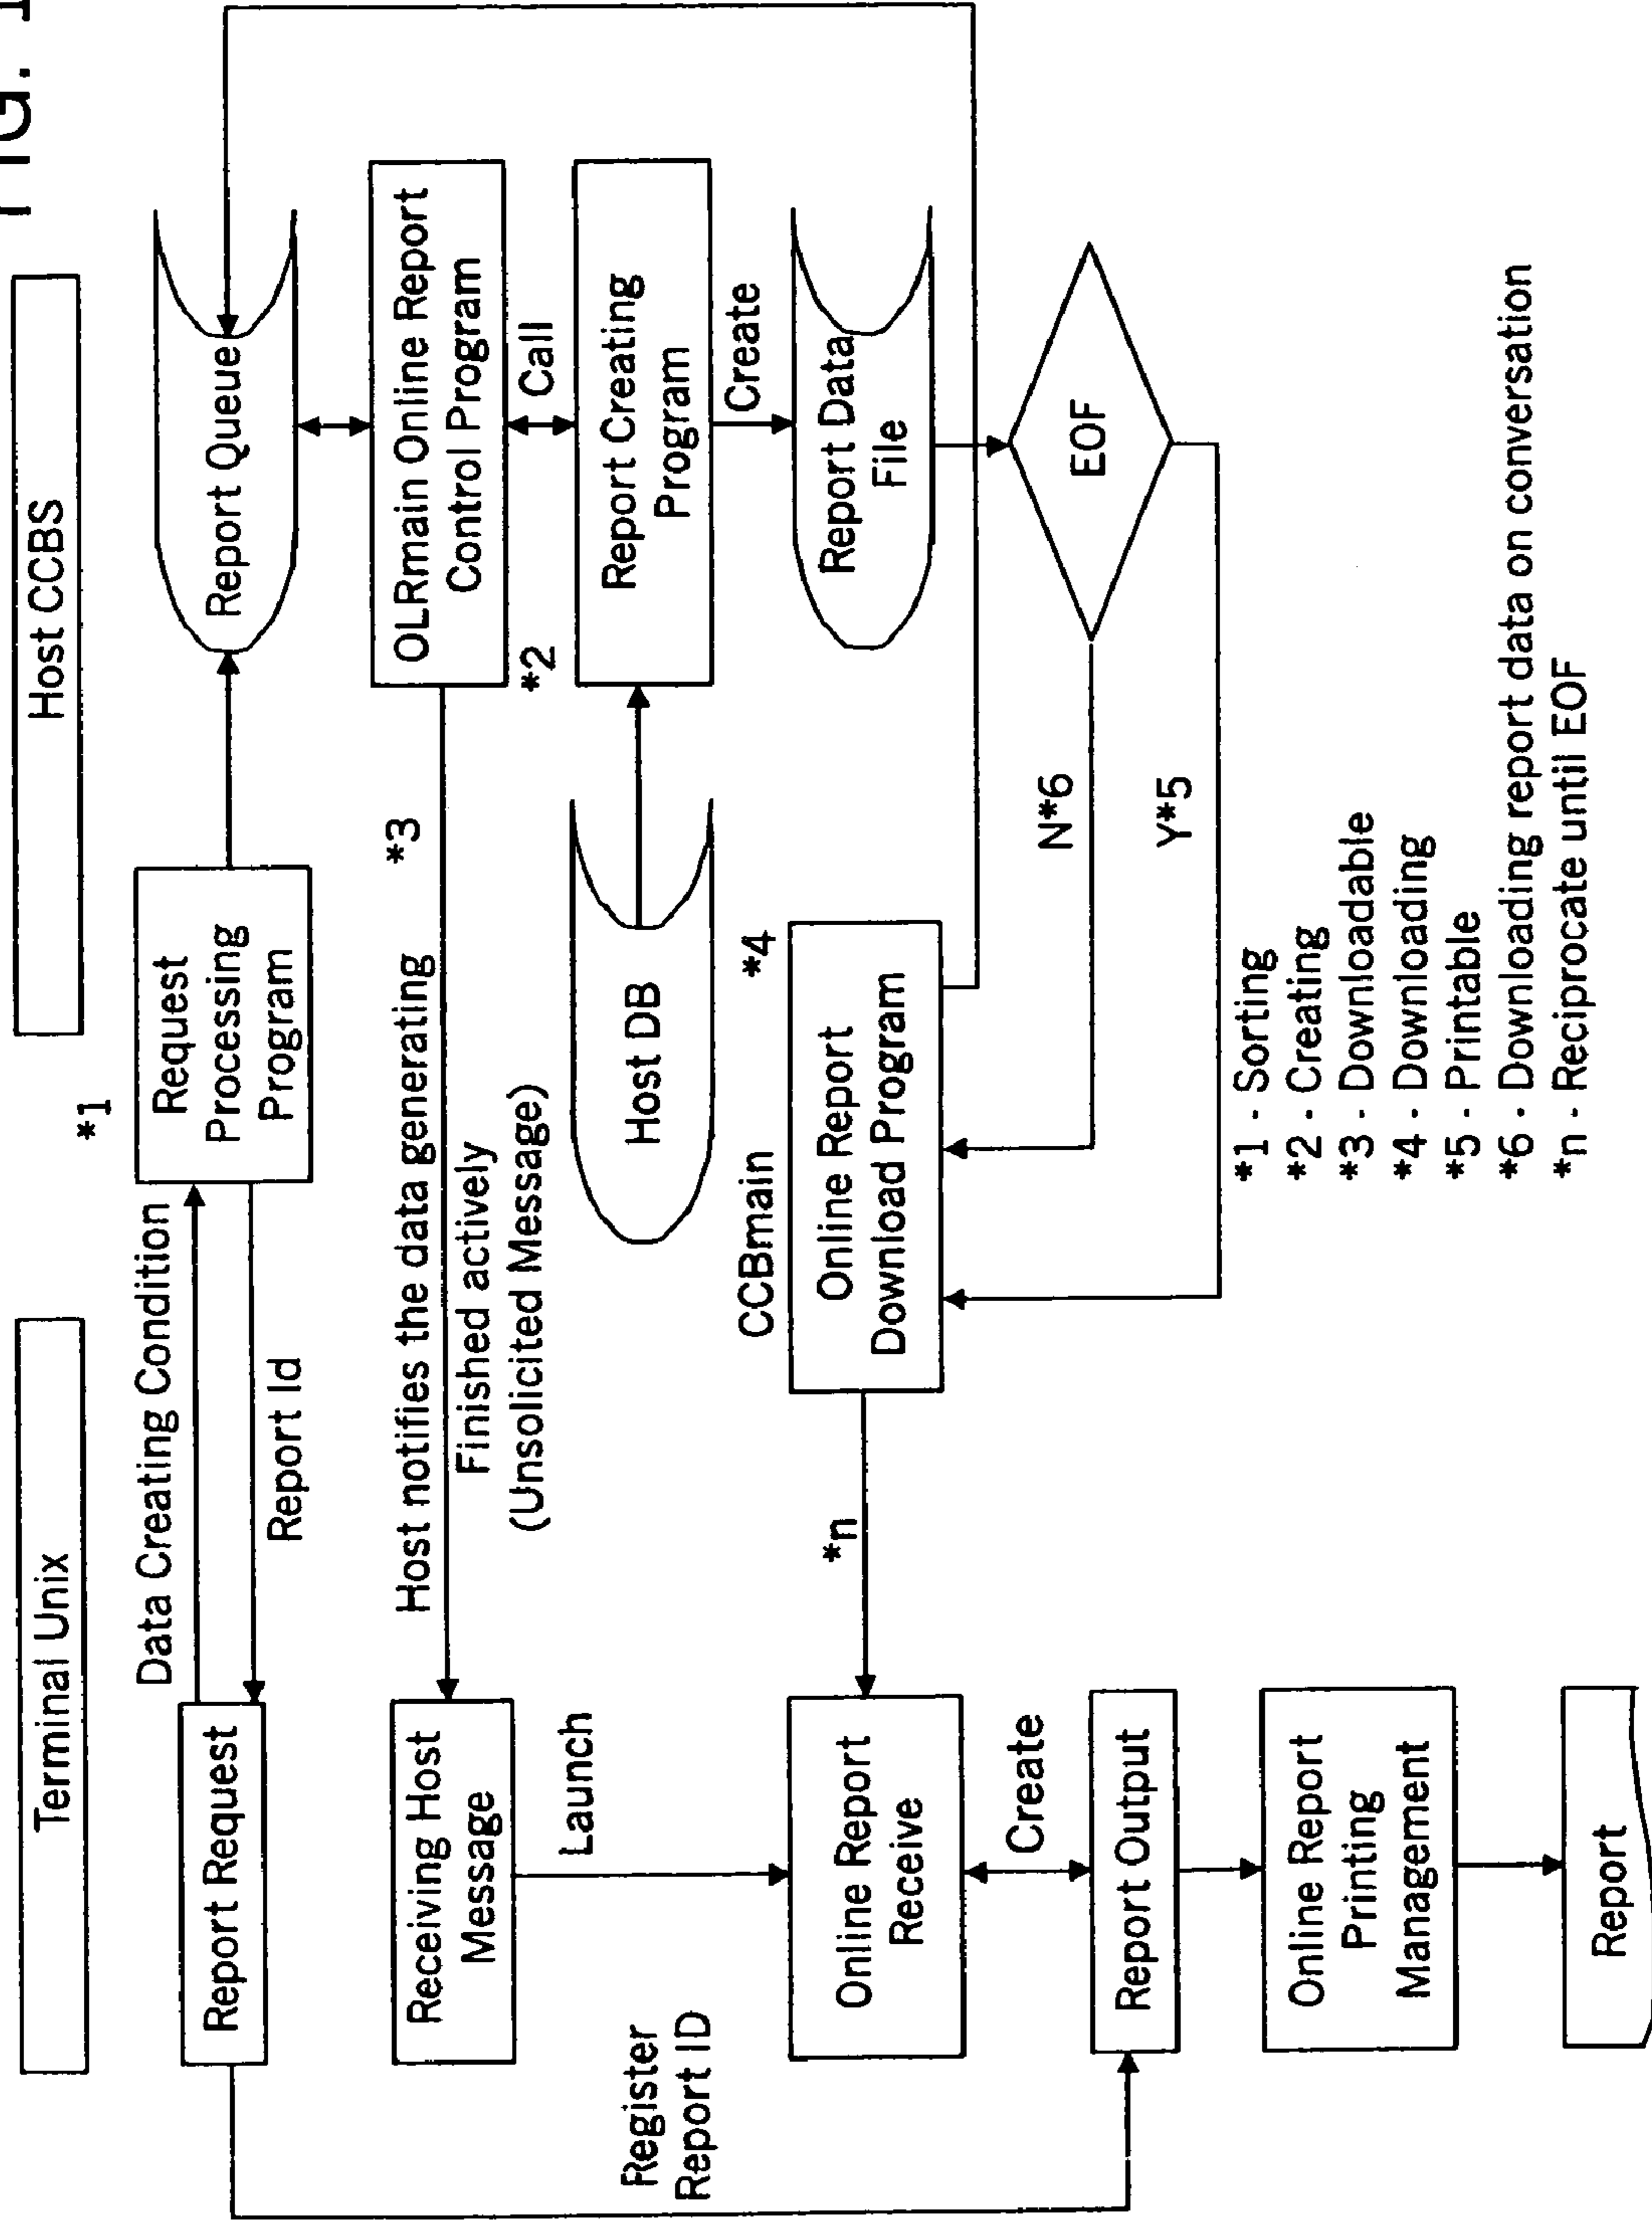 FIG. 1
Terminal Unix
Host CCBS
*1
Data Creating Condition
Report Request
Request
Processing
Program
Report Queue
Report Id
Host notifies the data generating
Finished actively
(Unsolicited Message)
*3
OLRmain Online Report
Control Program
Receiving Host
Message
*2
Call
Launch
Host DB
Report Creating
Program
Register
Report ID
Create
CCBmain
*4
Online Report
Receive
*n
Online Report
Download Program
Report Data
File
Create
N*6
EOF
Report Output
Y*5
Online Report
Printing
Management
Report
*1 - Sorting
*2 - Creating
*3 - Downloadable
*4 - Downloading
*5 - Printable
*6 - Downloading report data on conversation
*n - Reciprocate until EOF